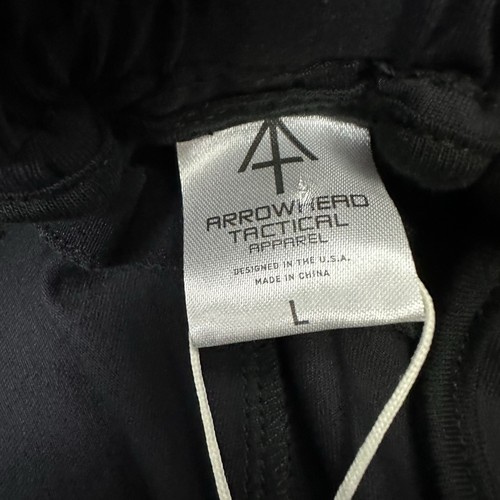 ARROWHEAD
TACTICAL
APPAREL
DESIGNED IN THE U.S.A.
MADE IN CHINA
L